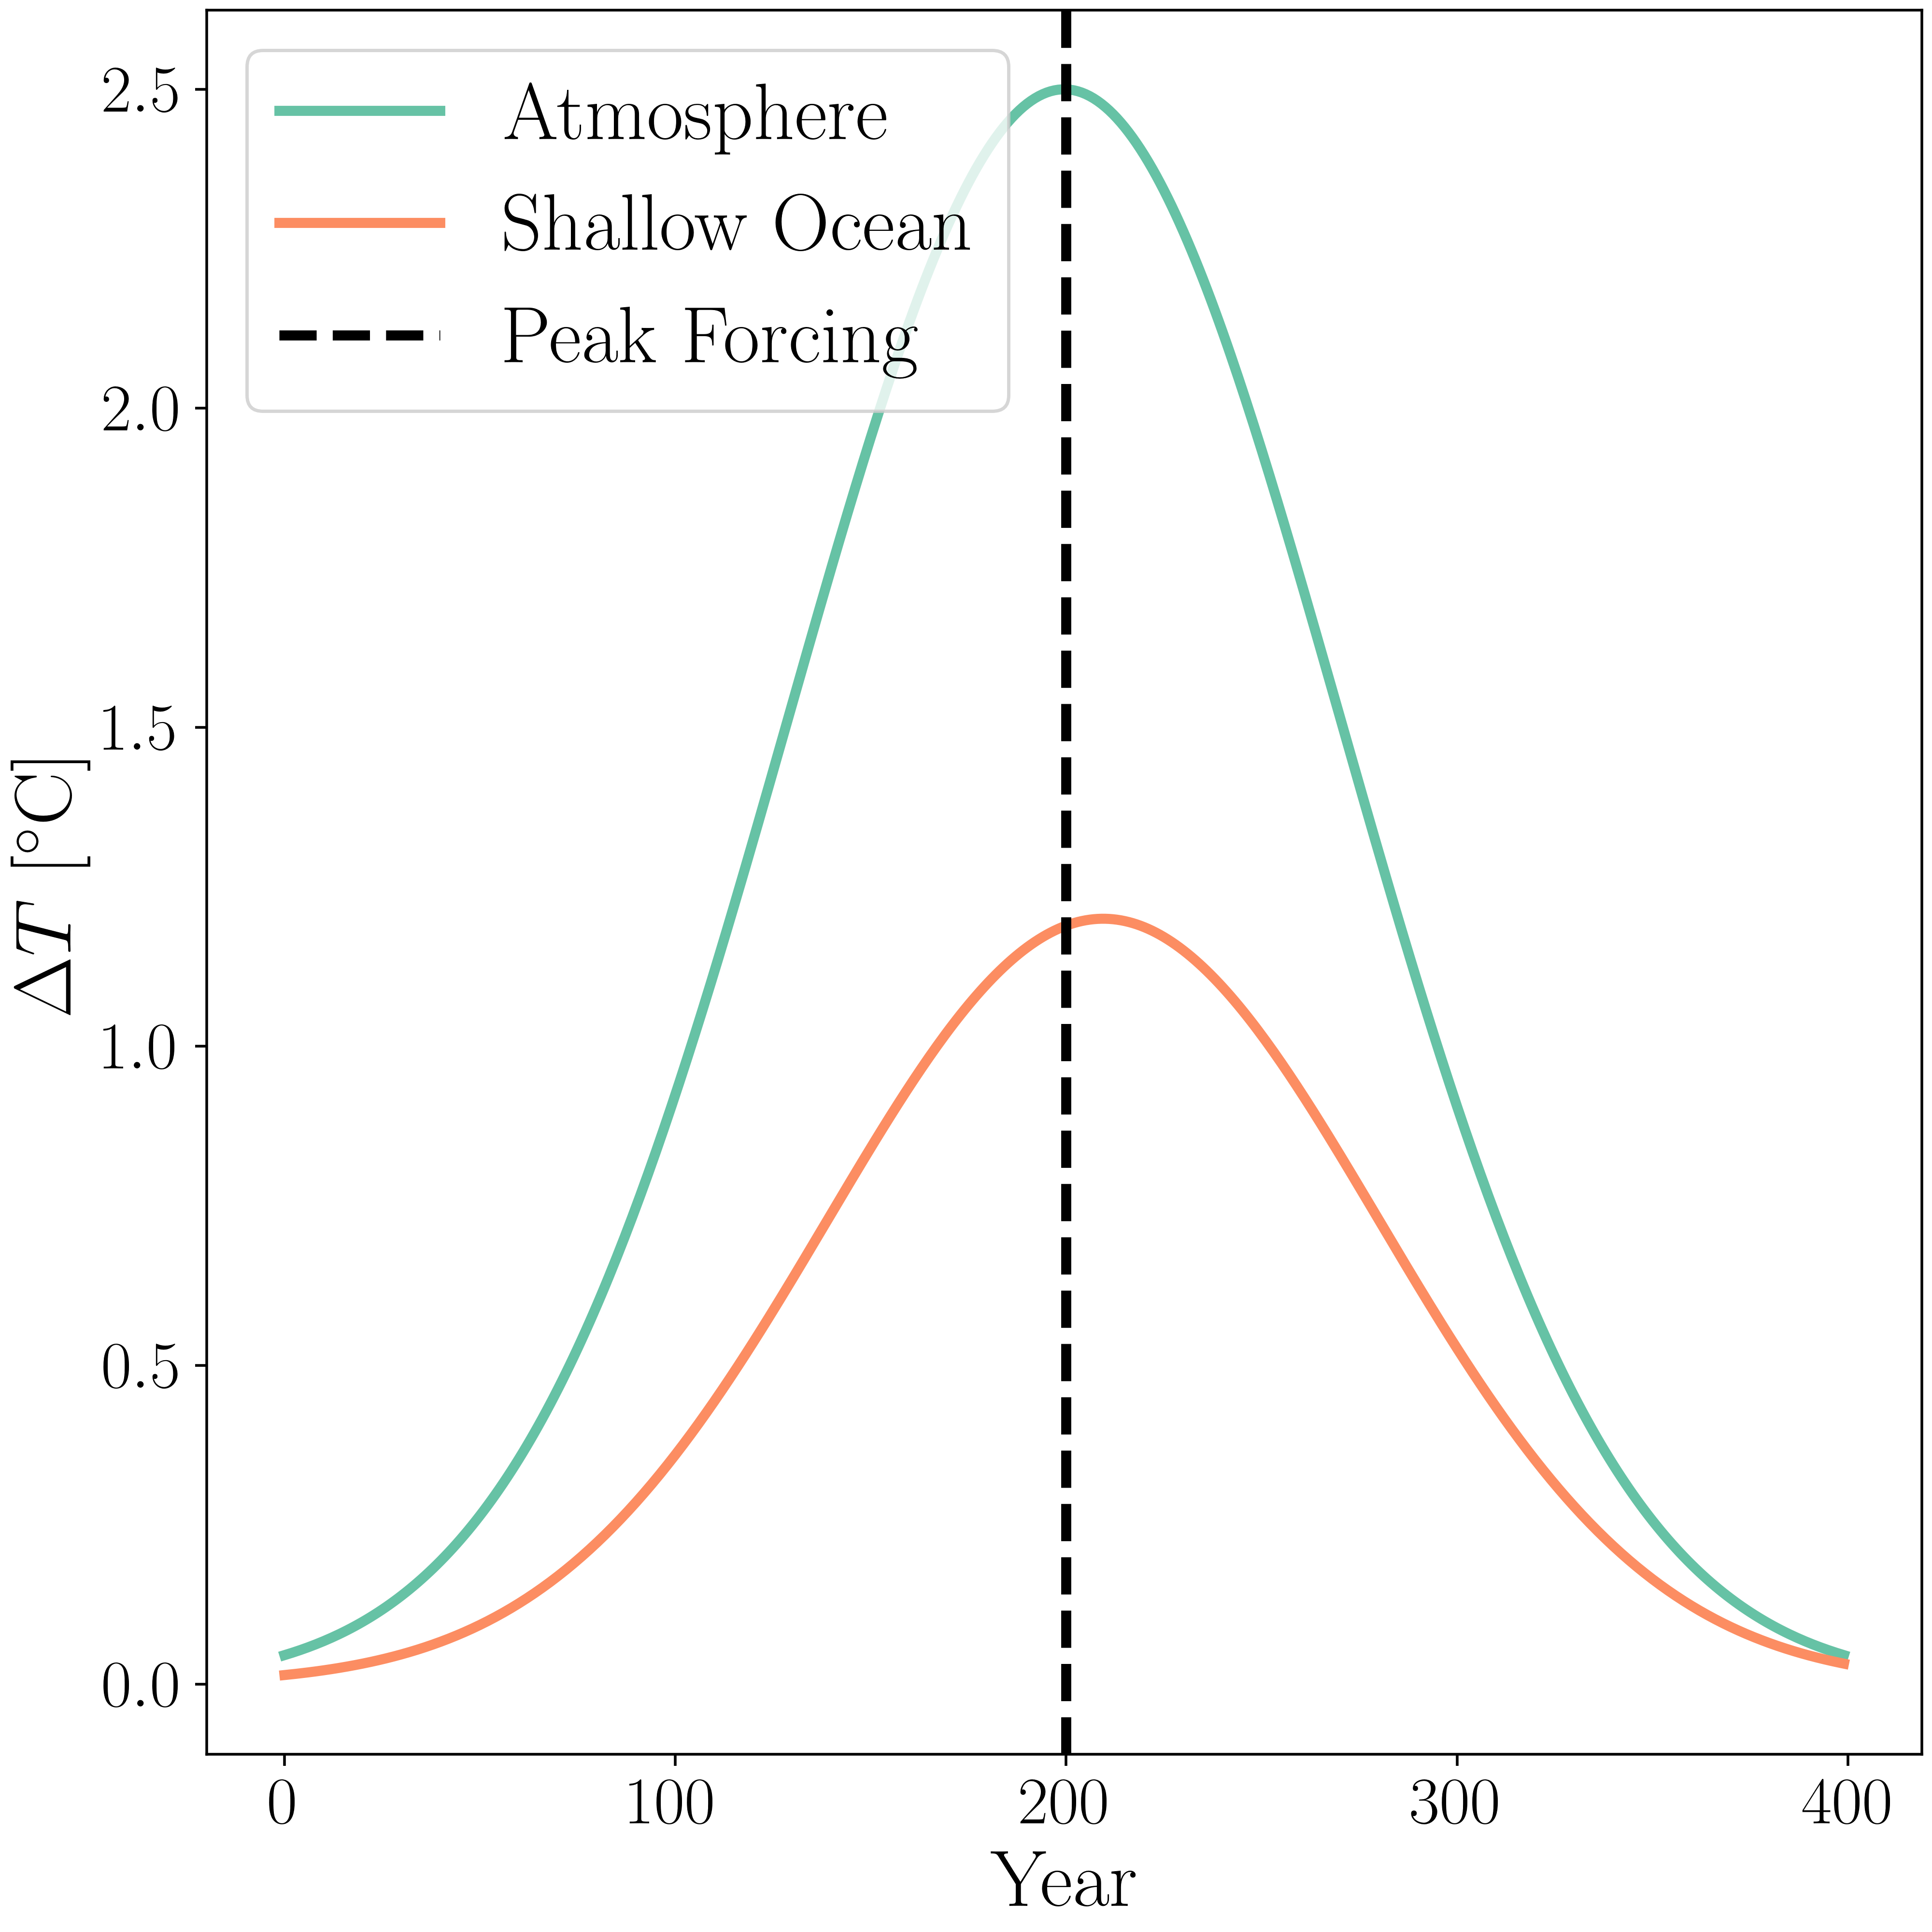 Atmosphere
Shallow Ocean
Peak Forcing
2.5
2.0
1.5
1.0
0.5
0.0
ΔT [°C]
0 100 200 300 400
Year